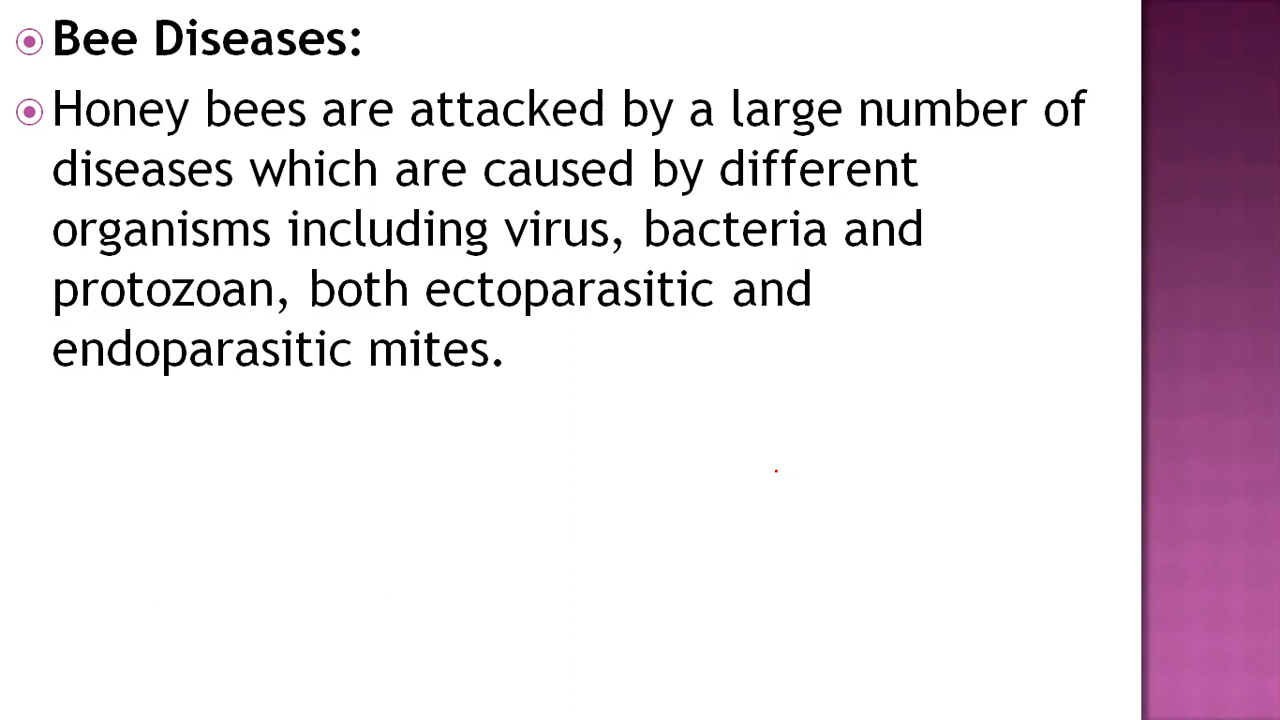 Bee Diseases:
Honey bees are attacked by a large number of
diseases which are caused by different
organisms including virus, bacteria and
protozoan, both ectoparasitic and
endoparasitic mites.